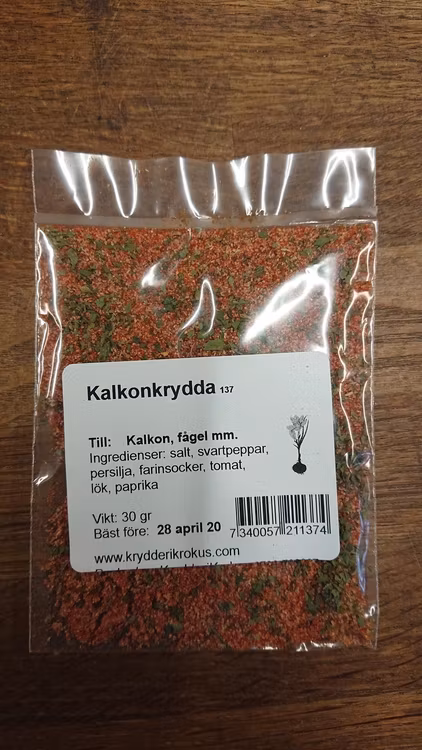 Kalkonkrydda 137
Till: Kalkon, fågel mm.
Ingredienser: salt, svartpeppar,
persilja, farinsocker, tomat,
lök, paprika
Vikt: 30 gr
Bäst före: 28 april 20
7 340057 211374
www.krydderikrokus.com